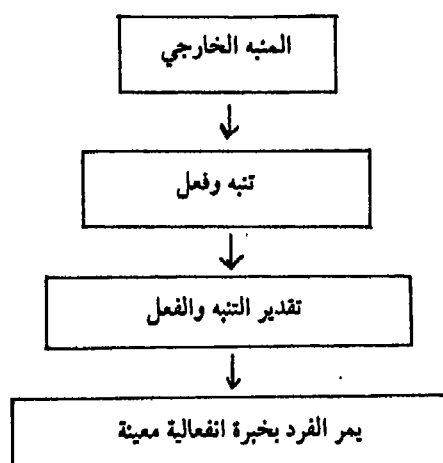 المنبه الخارجي
تنبه وفعل
تقدير التنبه والفعل
يمر الفرد بخبرة انفعالية معينة